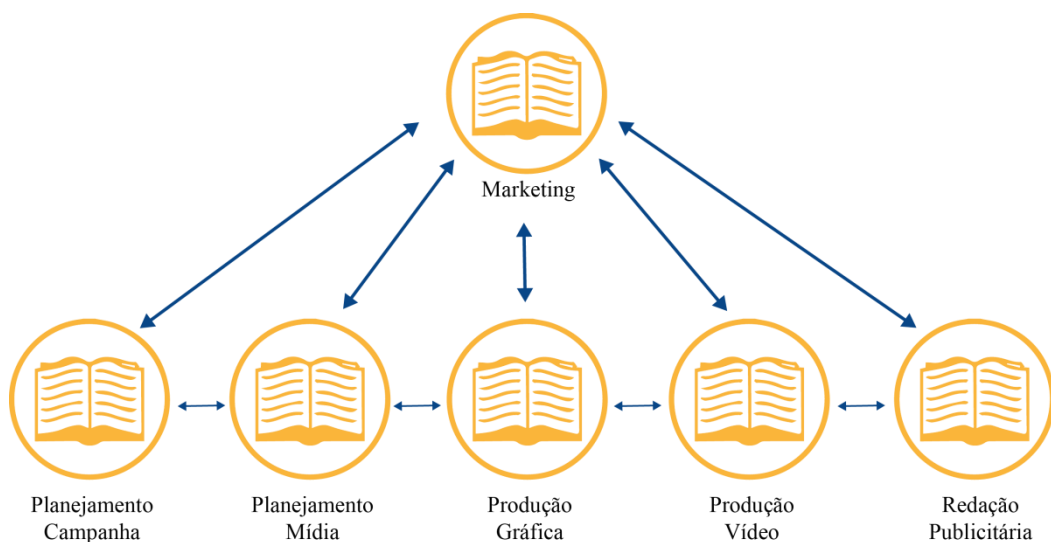 Marketing
Planejamento
Campanha
Planejamento
Mídia
Produção
Gráfica
Produção
Vídeo
Redação
Publicitária